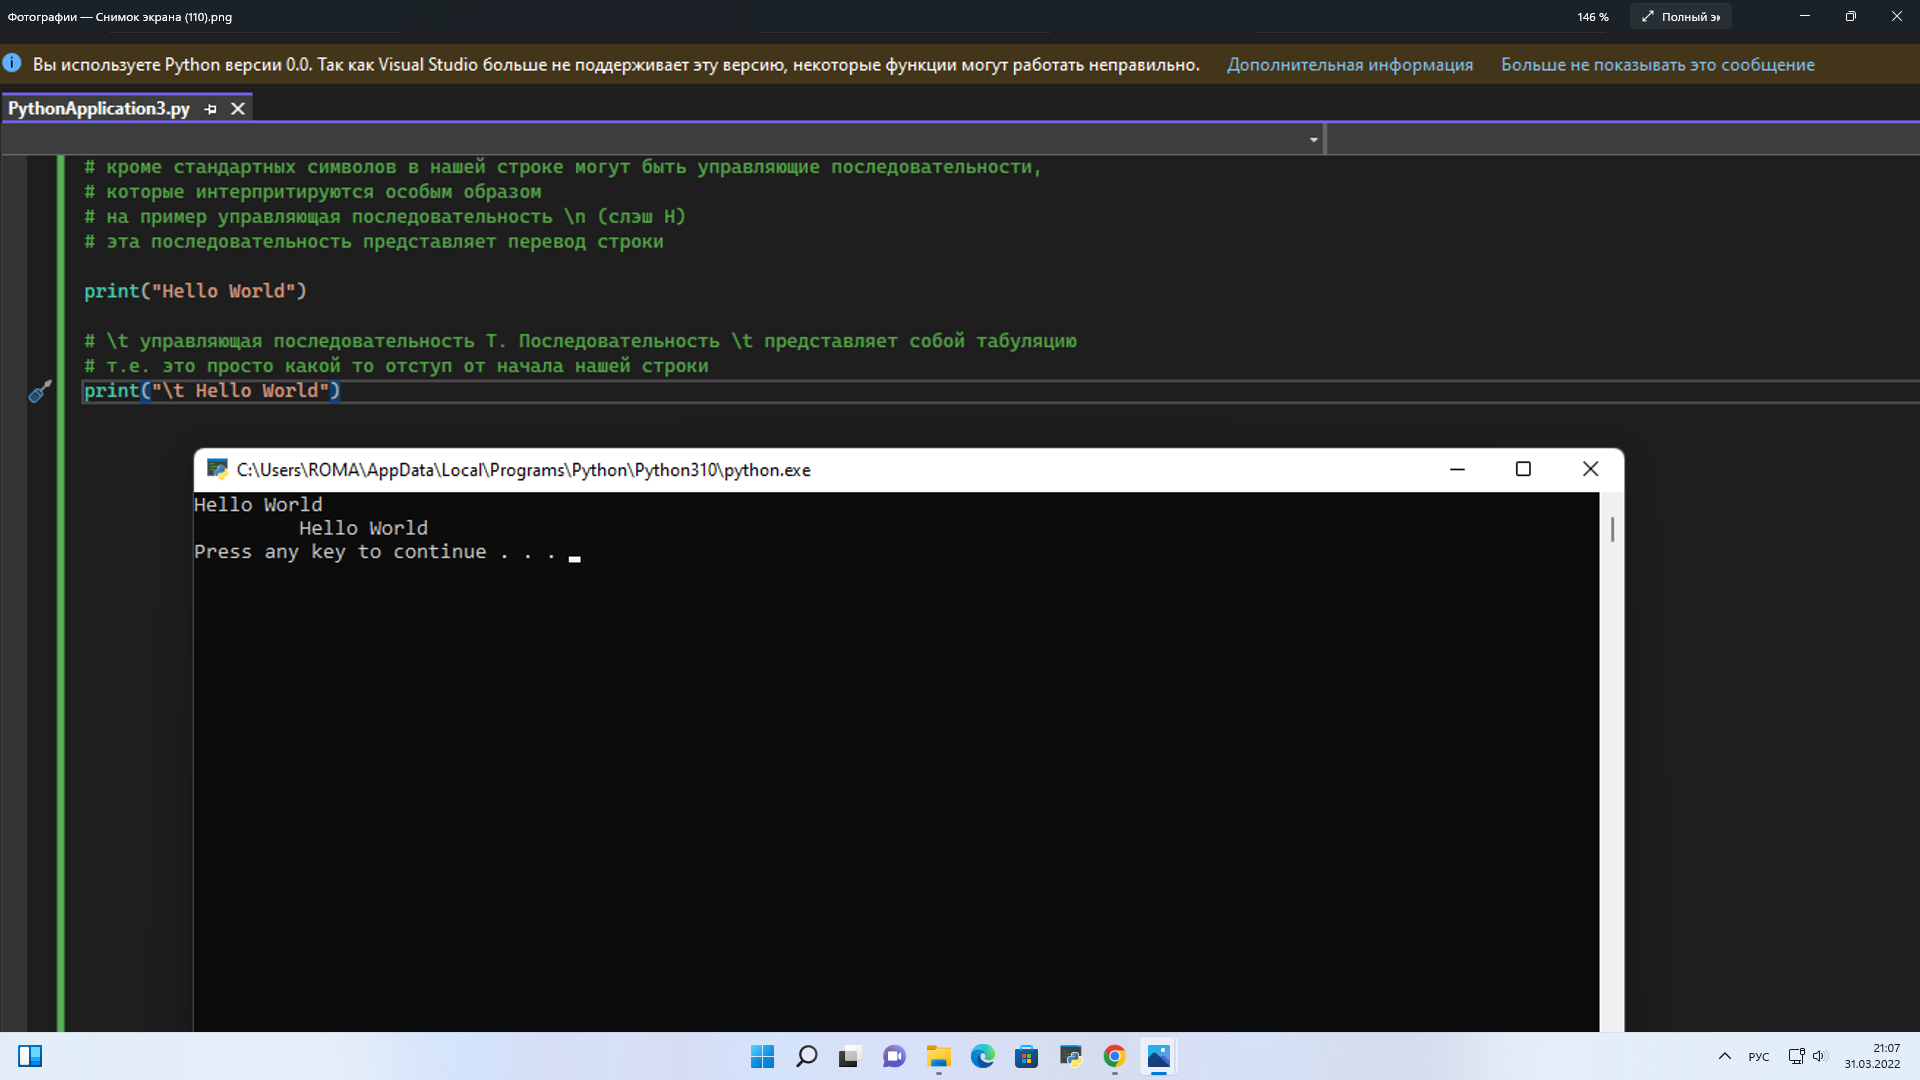 Фотографии — Снимок экрана (110).png
146 %
Полный эк
Вы используете Python версии 0.0. Так как Visual Studio больше не поддерживает эту версию, некоторые функции могут работать неправильно. Дополнительная информация Больше не показывать это сообщение
PythonApplication3.py
# кроме стандартных символов в нашей строке могут быть управляющие последовательности,
# которые интерпритируются особым образом
# на пример управляющая последовательность \n (слэш Н)
# эта последовательность представляет перевод строки
print("Hello World")
# \t управляющая последовательность Т. Последовательность \t представляет собой табуляцию
# т.е. это просто какой то отступ от начала нашей строки
print("\t Hello World")
C:\Users\ROMA\AppData\Local\Programs\Python\Python310\python.exe
Hello World
Hello World
Press any key to continue . . .
РУС
21:07
31.03.2022